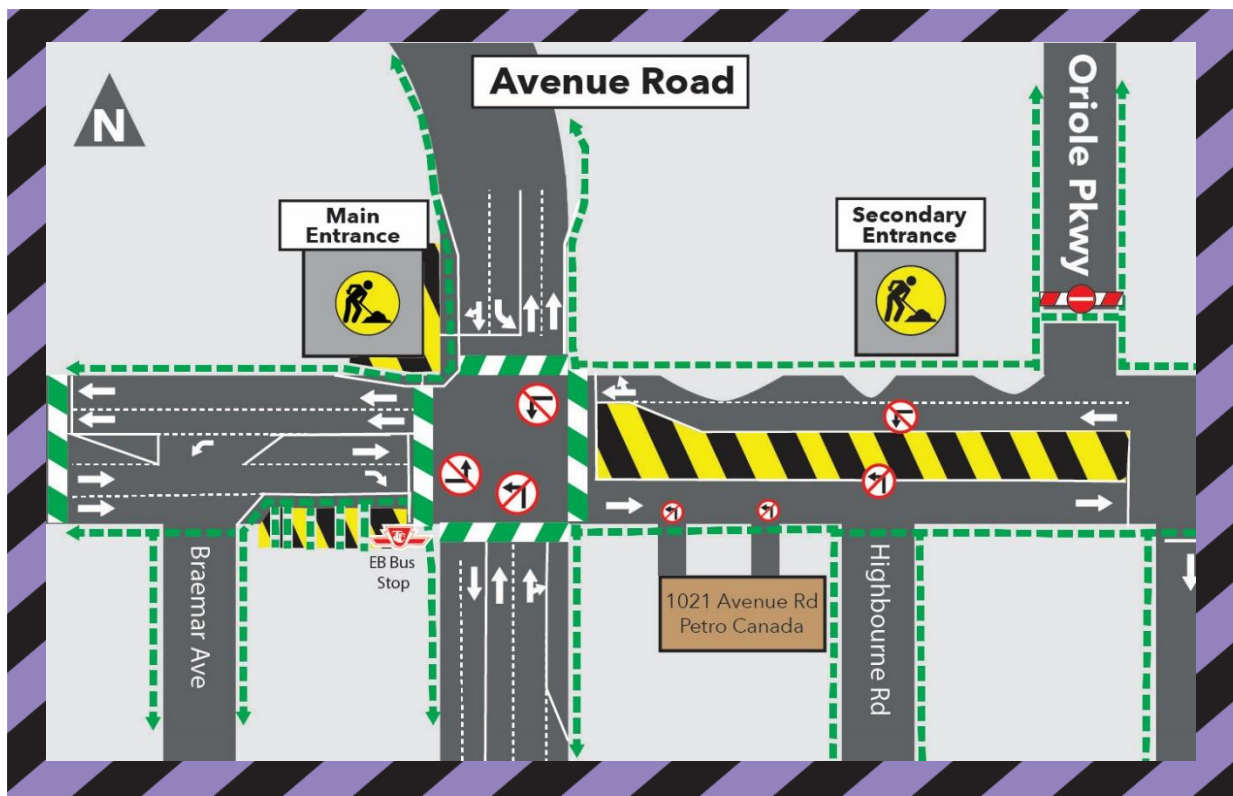 Avenue Road
N
Oriole Pkwy
Main
Entrance
Secondary
Entrance
EB Bus
Stop
Braemar Ave
1021 Avenue Rd
Petro Canada
Highbourne Rd